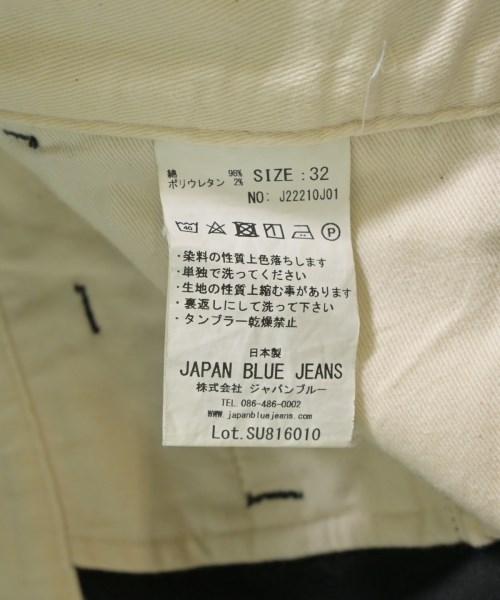 綿 98% SIZE : 32
ポリウレタン 2%
NO: J22210J01
40 P
・染料の性質上色落ちします
・単独で洗ってください
・生地の性質上縮む事があります
・裏返しにして洗って下さい
・タンブラー乾燥禁止
日本製
JAPAN BLUE JEANS
株式会社 ジャパンブルー
TEL 086-486-0002
www.japanbluejeans.com
Lot.SU816010